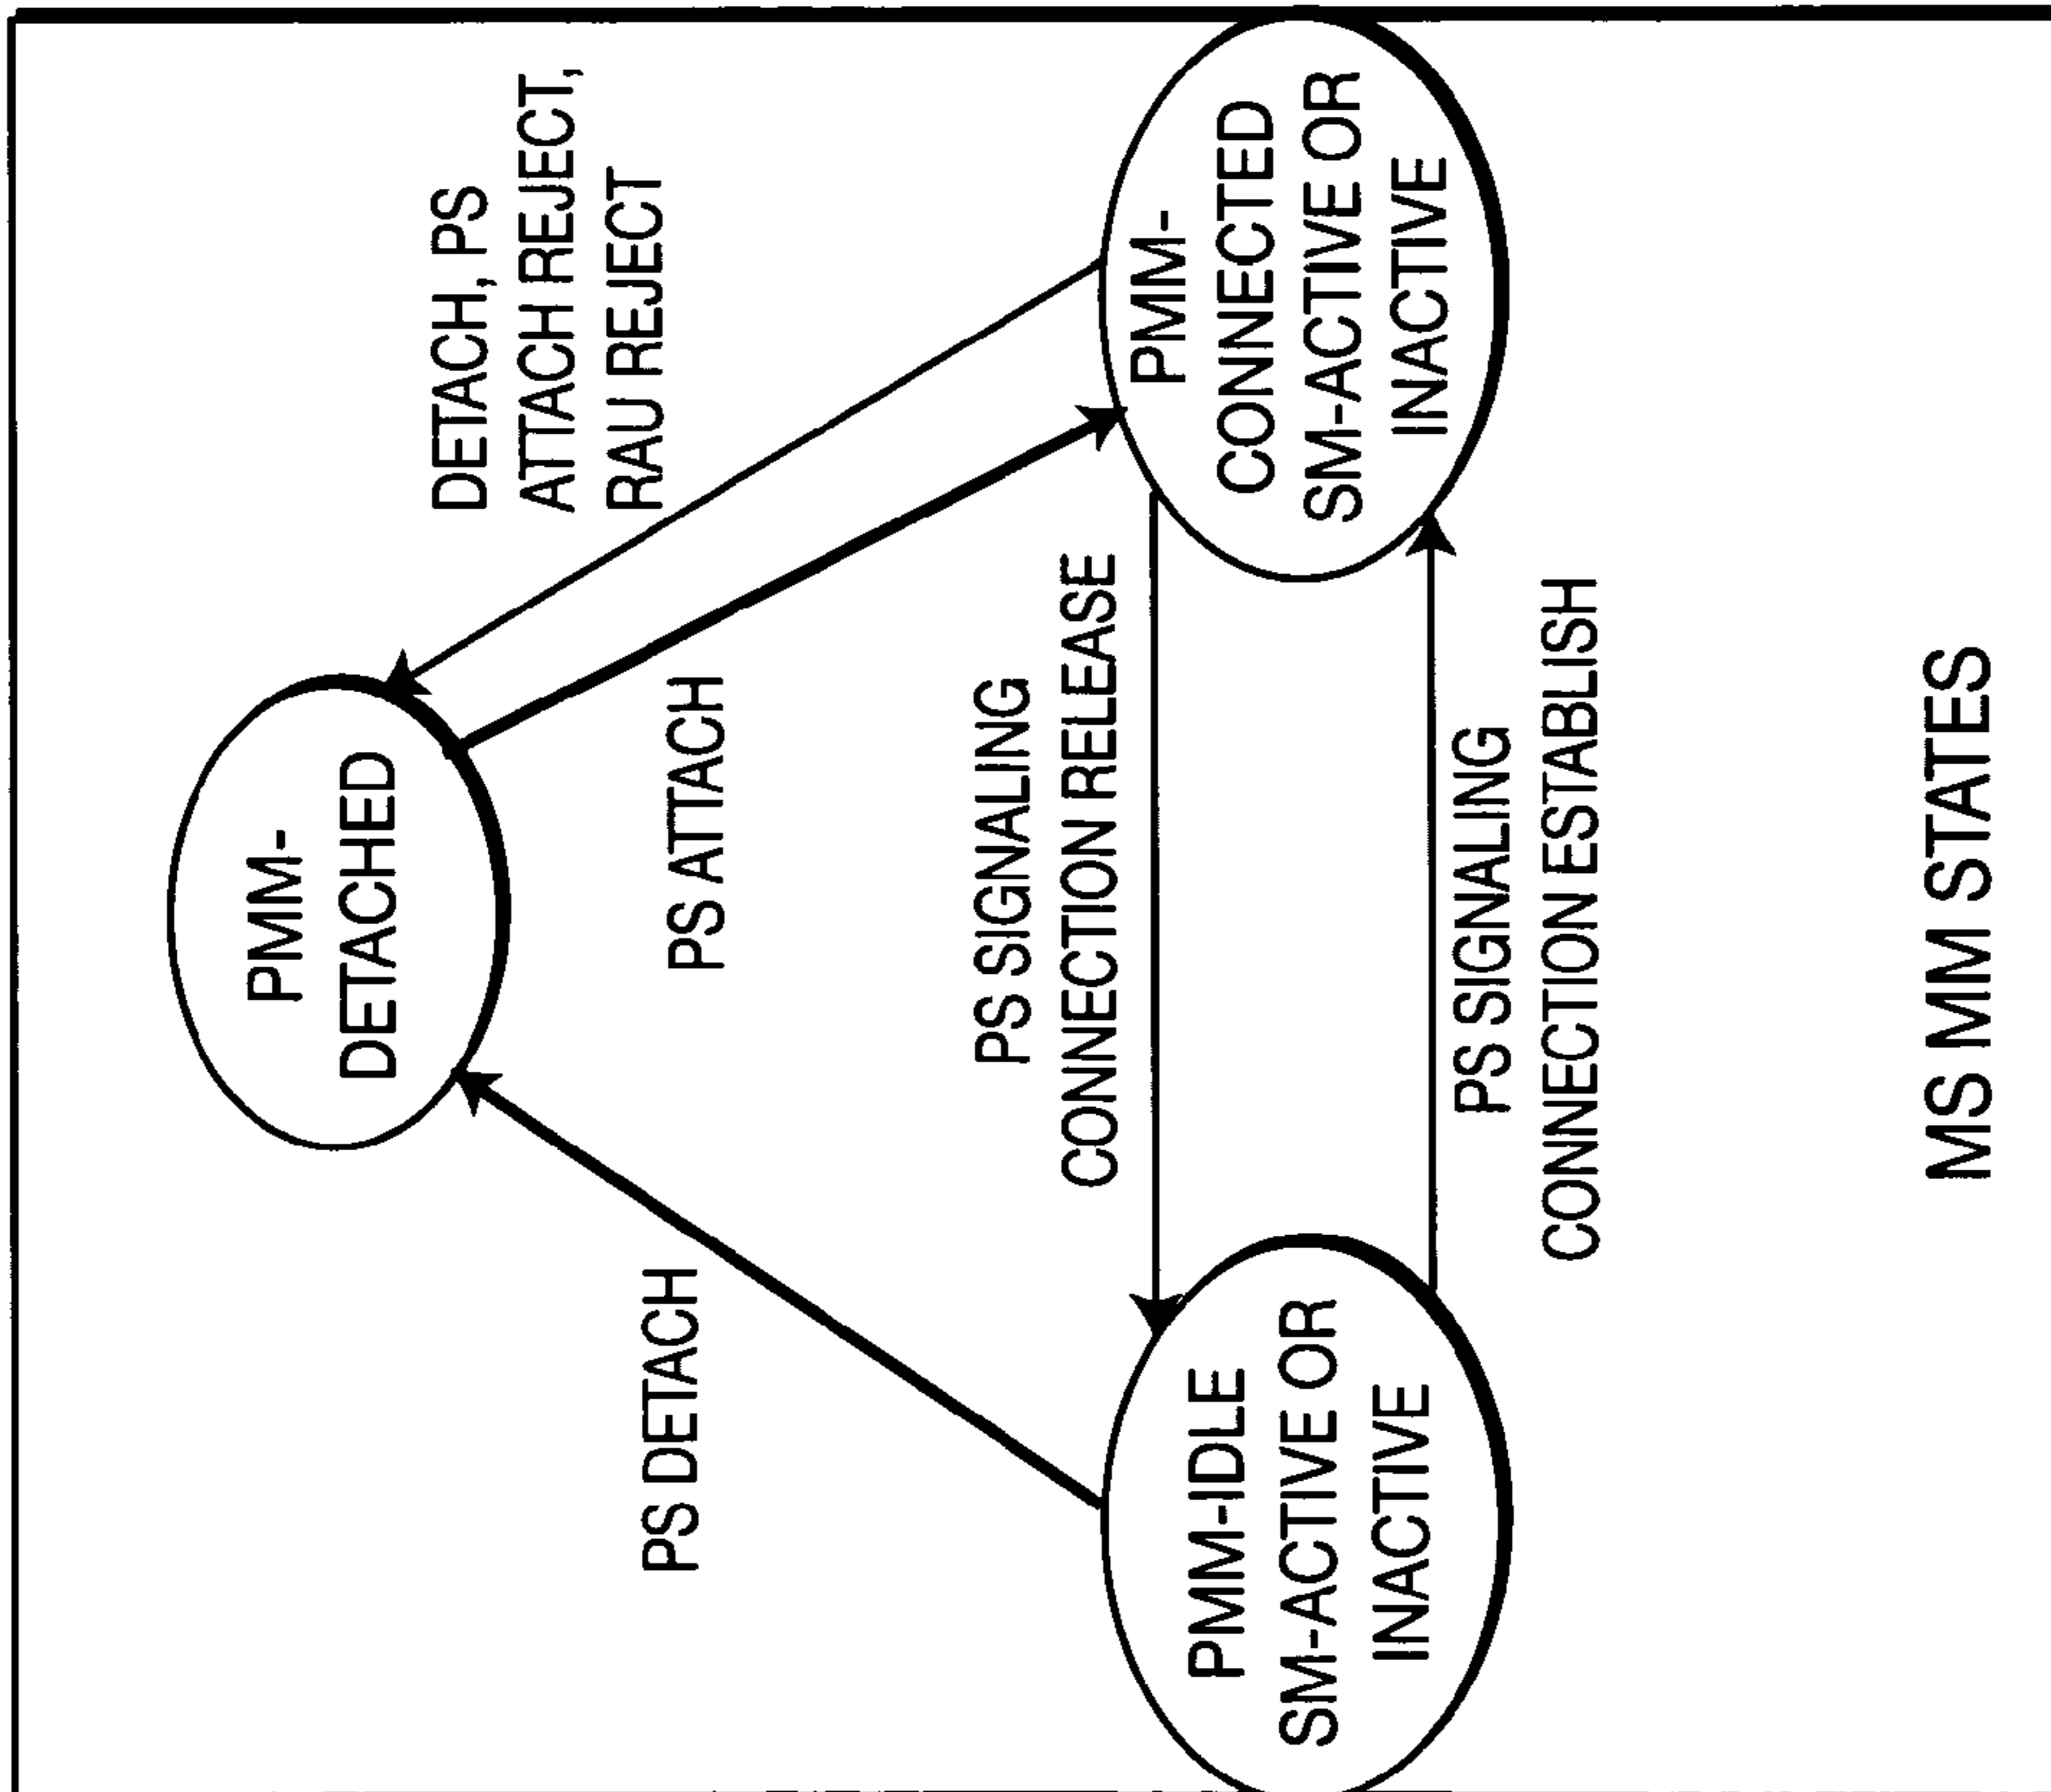 PMM-
DETACHED
DETACH, PS
ATTACH REJECT,
RAU REJECT
PS DETACH
PS ATTACH
PS SIGNALING
CONNECTION RELEASE
PMM-IDLE
SM-ACTIVE OR
INACTIVE
PMM-
CONNECTED
SM-ACTIVE OR
INACTIVE
PS SIGNALING
CONNECTION ESTABLISH
MS MM STATES